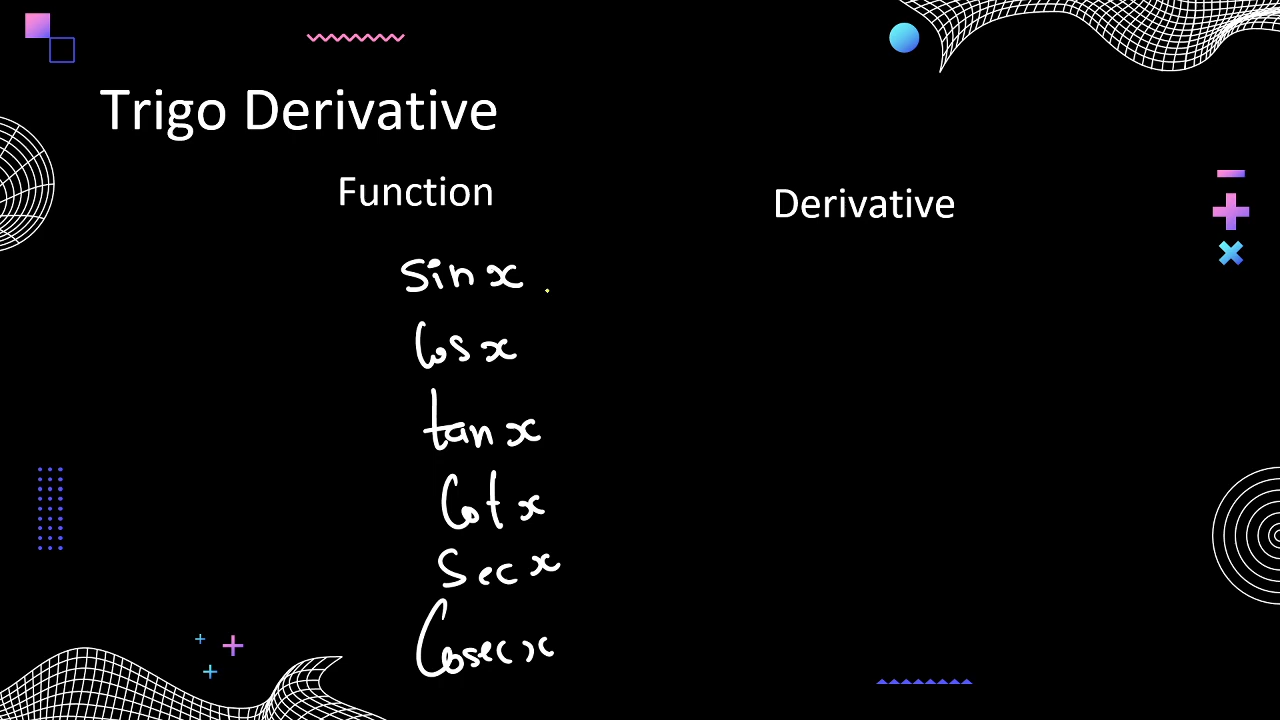 Trigo Derivative
Function
Derivative
sin x
Cos x
tan x
Cot x
Sec x
Cosec x